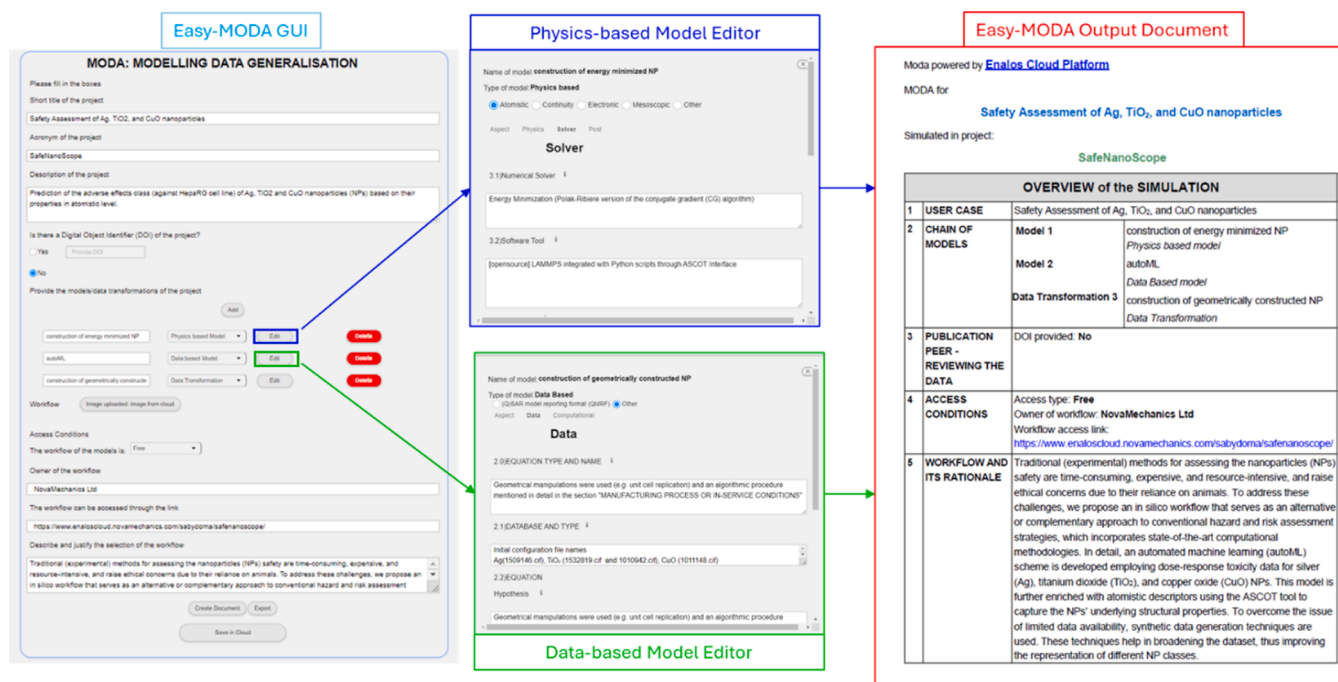 Easy-MODA GUI
MODA: MODELLING DATA GENERALISATION
Please fill in the boxes
Short title of the project
Safety Assessment of Ag, TiO2, and CuO nanoparticles
Acronym of the project
SafeNanoScope
Description of the project
Prediction of the adverse effects class (against HepaRG cell line) of Ag, TiO2 and CuO nanoparticles (NPs) based on their
properties in atomistic level.
Is there a Digital Object Identifier (DOI) of the project?
Yes Provide DOI
No
Provide the models/data transformations of the project
Add
construction of energy minimized NP Physics based Model Edit Delete
autoML Data based Model Edit Delete
construction of geometrically constructe Data Transformation Edit Delete
Workflow Image uploaded: image from cloud
Access Conditions
The workflow of the models is: Free
Owner of the workflow
NovaMechanics Ltd
The workflow can be accessed through the link
https://www.enaloscloud.novamechanics.com/sabydoma/safenanoscope/
Describe and justify the selection of the workflow
Traditional (experimental) methods for assessing the nanoparticles (NPs) safety are time-consuming, expensive, and
resource-intensive, and raise ethical concerns due to their reliance on animals. To address these challenges, we propose an
in silico workflow that serves as an alternative or complementary approach to conventional hazard and risk assessment
Create Document Export
Save in Cloud
Physics-based Model Editor
Name of model: construction of energy minimized NP
Type of model: Physics based
Atomistic Continuity Electronic Mesoscopic Other
Aspect Physics Solver Post
Solver
3.1)Numerical Solver i
Energy Minimization (Polak-Ribiere version of the conjugate gradient (CG) algorithm)
3.2)Software Tool i
[opensource] LAMMPS integrated with Python scripts through ASCOT Interface
Name of model: construction of geometrically constructed NP
Type of model: Data Based
(Q)SAR model reporting format (QMRF) Other
Aspect Data Computational
Data
2.0)EQUATION TYPE AND NAME i
Geometrical manipulations were used (e.g. unit cell replication) and an algorithmic procedure
mentioned in detail in the section "MANUFACTURING PROCESS OR IN-SERVICE CONDITIONS"
2.1)DATABASE AND TYPE i
Initial configuration file names
Ag(1509146.cif), TiO₂ (1532819.cif and 1010942.cif), CuO (1011148.cif)
2.2)EQUATION
Hypothesis i
Geometrical manipulations were used (e.g. unit cell replication) and an algorithmic procedure
Data-based Model Editor
Easy-MODA Output Document
Moda powered by Enalos Cloud Platform
MODA for
Safety Assessment of Ag, TiO₂, and CuO nanoparticles
Simulated in project:
SafeNanoScope
OVERVIEW of the SIMULATION
1 USER CASE Safety Assessment of Ag, TiO₂, and CuO nanoparticles
2 CHAIN OF MODELS Model 1 construction of energy minimized NP
Physics based model
Model 2 autoML
Data Based model
Data Transformation 3 construction of geometrically constructed NP
Data Transformation
3 PUBLICATION PEER - REVIEWING THE DATA DOI provided: No
4 ACCESS CONDITIONS Access type: Free
Owner of workflow: NovaMechanics Ltd
Workflow access link:
https://www.enaloscloud.novamechanics.com/sabydoma/safenanoscope/
5 WORKFLOW AND ITS RATIONALE
Traditional (experimental) methods for assessing the nanoparticles (NPs)
safety are time-consuming, expensive, and resource-intensive, and raise
ethical concerns due to their reliance on animals. To address these
challenges, we propose an in silico workflow that serves as an alternative
or complementary approach to conventional hazard and risk assessment
strategies, which incorporates state-of-the-art computational
methodologies. In detail, an automated machine learning (autoML)
scheme is developed employing dose-response toxicity data for silver
(Ag), titanium dioxide (TiO₂), and copper oxide (CuO) NPs. This model is
further enriched with atomistic descriptors using the ASCOT tool to
capture the NPs' underlying structural properties. To overcome the issue
of limited data availability, synthetic data generation techniques are
used. These techniques help in broadening the dataset, thus improving
the representation of different NP classes.